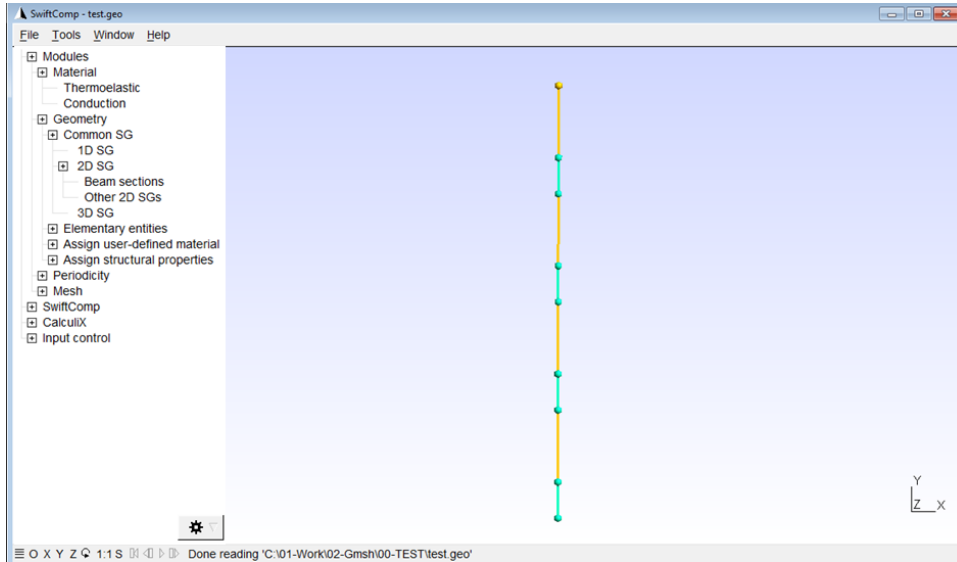 SwiftComp - test.geo
File Tools Window Help
Modules
Material
Thermoelastic
Conduction
Geometry
Common SG
1D SG
2D SG
Beam sections
Other 2D SGs
3D SG
Elementary entities
Assign user-defined material
Assign structural properties
Periodicity
Mesh
SwiftComp
CalculiX
Input control
Y
Z X
O X Y Z 1:1 S Done reading 'C:\01-Work\02-Gmsh\00-TEST\test.geo'